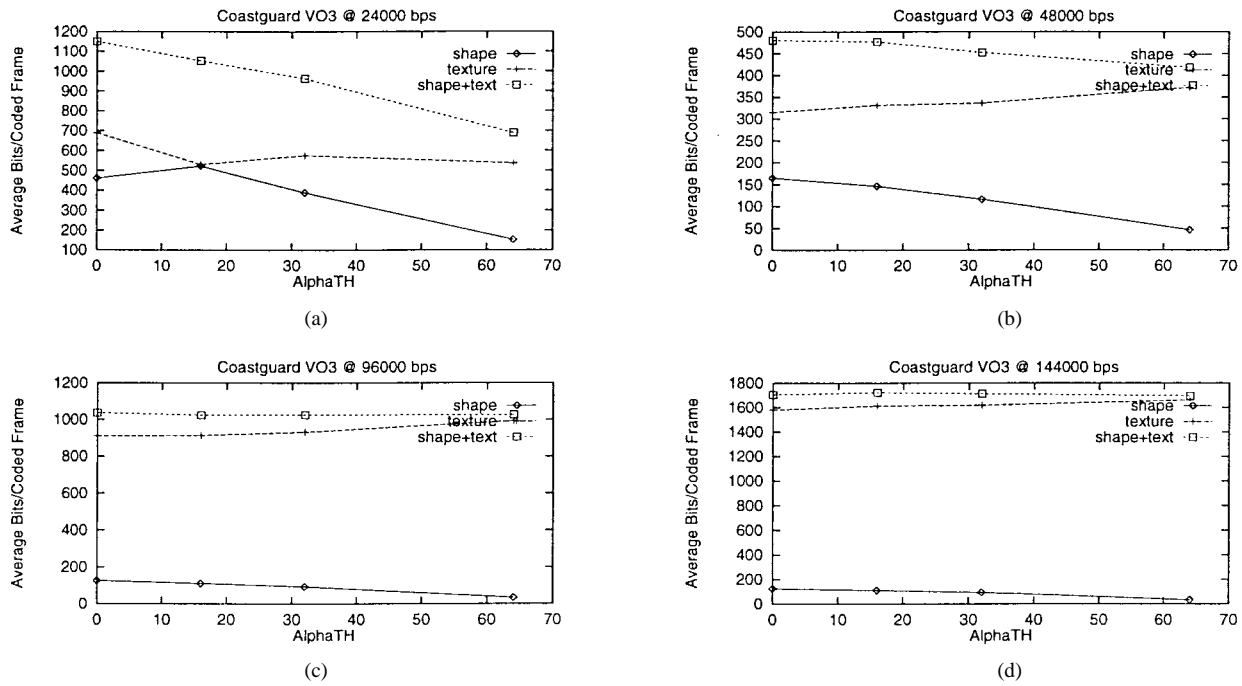 Coastguard VO3 @ 24000 bps
1200
1100
1000
900
800
700
600
500
400
300
200
100
0 10 20 30 40 50 60 70
Average Bits/Coded Frame
AlphaTH
shape
texture
shape+text
(a)
Coastguard VO3 @ 48000 bps
500
450
400
350
300
250
200
150
100
50
0
0 10 20 30 40 50 60 70
Average Bits/Coded Frame
AlphaTH
shape
texture
shape+text
(b)
Coastguard VO3 @ 96000 bps
1200
1000
800
600
400
200
0
0 10 20 30 40 50 60 70
Average Bits/Coded Frame
AlphaTH
shape
texture
shape+text
(c)
Coastguard VO3 @ 144000 bps
1800
1600
1400
1200
1000
800
600
400
200
0
0 10 20 30 40 50 60 70
Average Bits/Coded Frame
AlphaTH
shape
texture
shape+text
(d)